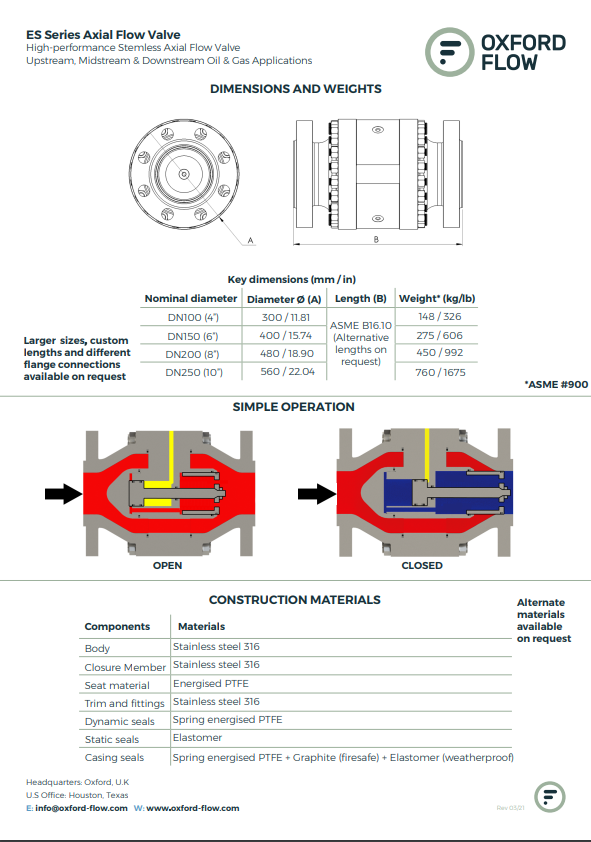 ES Series Axial Flow Valve
High-performance Stemless Axial Flow Valve
Upstream, Midstream & Downstream Oil & Gas Applications
OXFORD
FLOW
DIMENSIONS AND WEIGHTS
A
B
Key dimensions (mm / in)
Nominal diameter Diameter Ø (A) Length (B) Weight* (kg/lb)
DN100 (4") 300 / 11.81 148 / 326
DN150 (6") 400 / 15.74 275 / 606
DN200 (8") 480 / 18.90 450 / 992
DN250 (10") 560 / 22.04 760 / 1675
ASME B16.10
(Alternative
lengths on
request)
Larger sizes, custom
lengths and different
flange connections
available on request
*ASME #900
SIMPLE OPERATION
OPEN
CLOSED
CONSTRUCTION MATERIALS
Alternate
materials
available
on request
Components Materials
Body Stainless steel 316
Closure Member Stainless steel 316
Seat material Energised PTFE
Trim and fittings Stainless steel 316
Dynamic seals Spring energised PTFE
Static seals Elastomer
Casing seals Spring energised PTFE + Graphite (firesafe) + Elastomer (weatherproof)
Headquarters: Oxford, U.K
U.S Office: Houston, Texas
E: info@oxford-flow.com W: www.oxford-flow.com
Rev 03/21